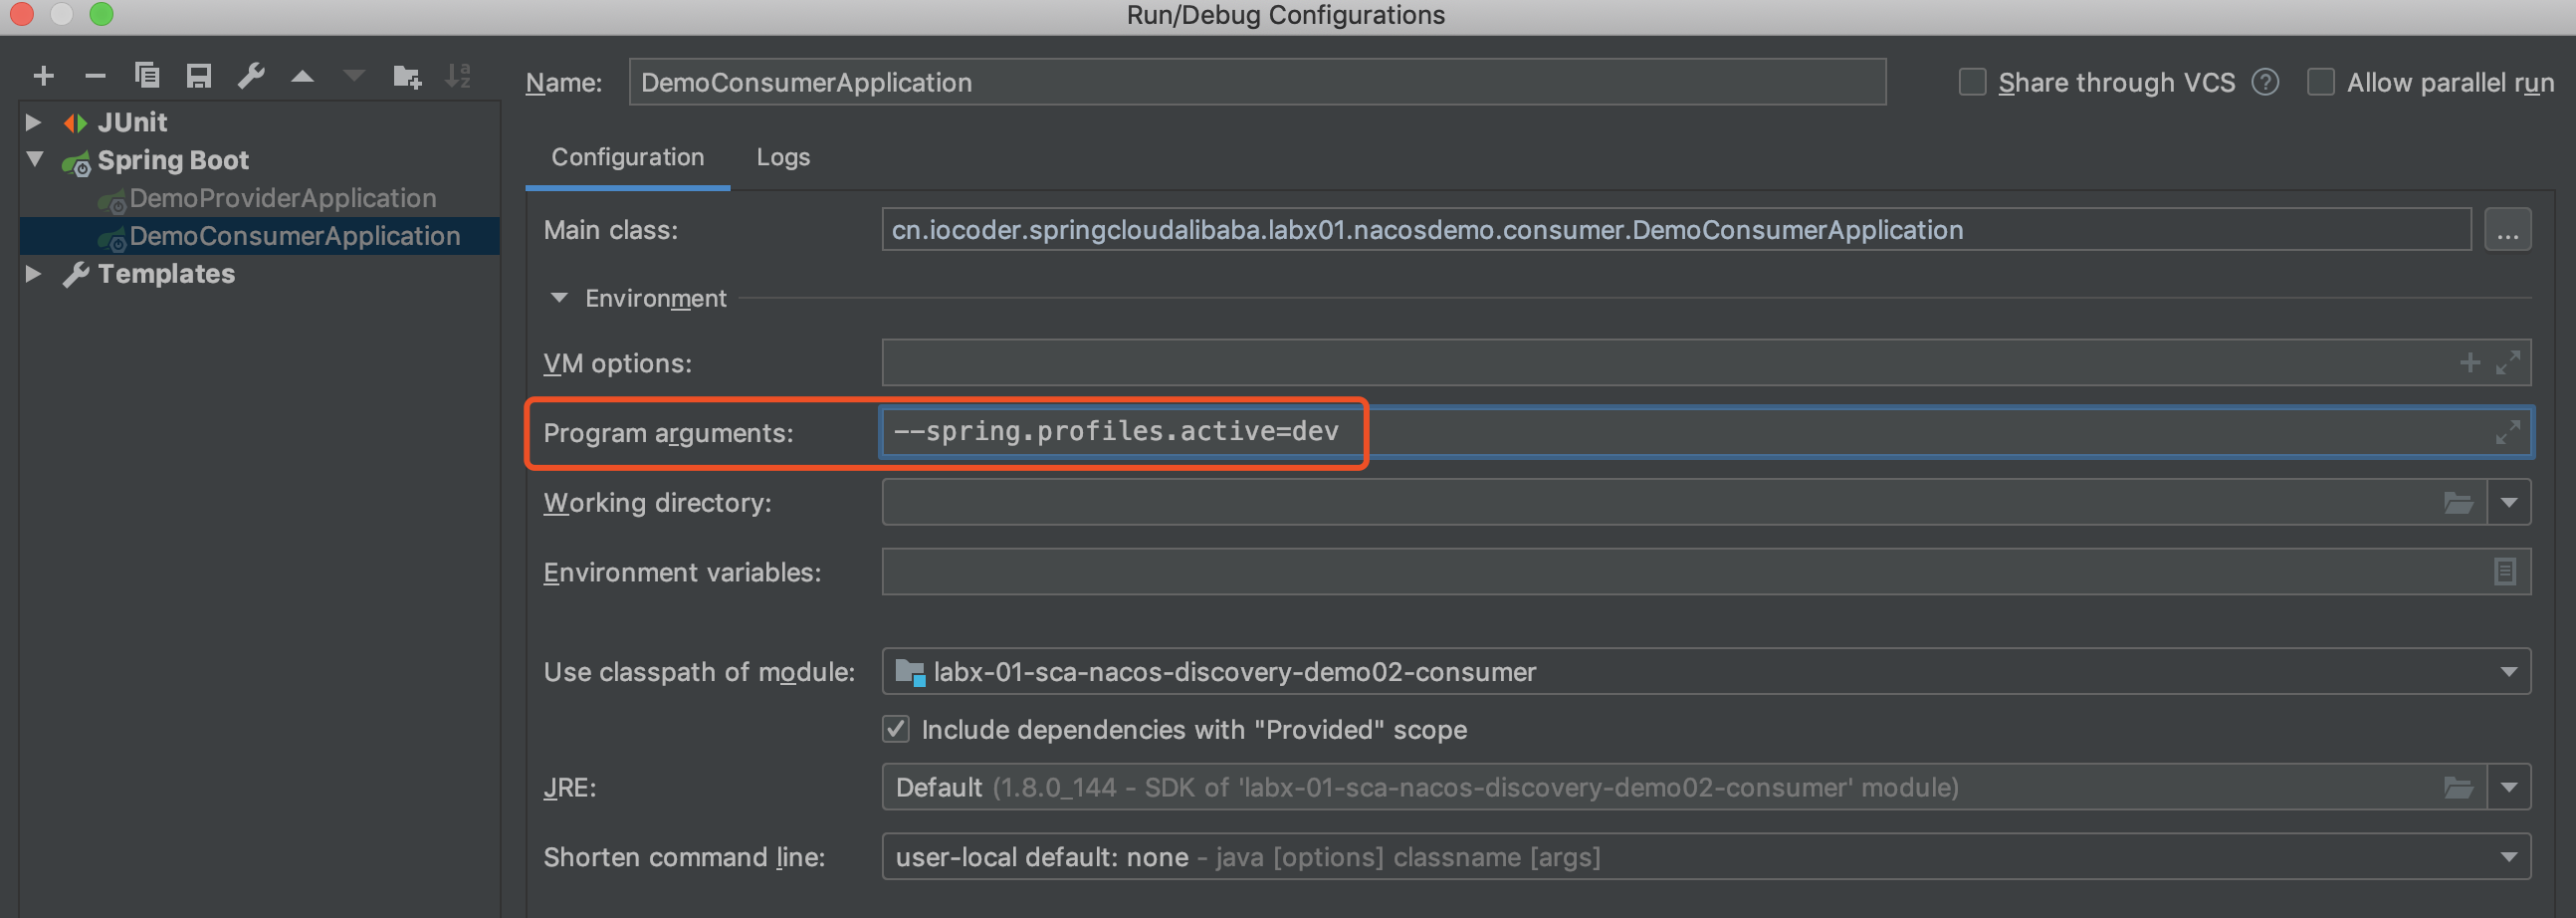 Run/Debug Configurations
Name: DemoConsumerApplication Share through VCS ? Allow parallel run
JUnit
Spring Boot
DemoProviderApplication
DemoConsumerApplication
Templates
Configuration Logs
Main class: cn.iocoder.springcloudalibaba.labx01.nacosdemo.consumer.DemoConsumerApplication ...
Environment
VM options:
Program arguments: --spring.profiles.active=dev
Working directory:
Environment variables:
Use classpath of module: labx-01-sca-nacos-discovery-demo02-consumer
Include dependencies with "Provided" scope
JRE: Default (1.8.0_144 - SDK of 'labx-01-sca-nacos-discovery-demo02-consumer' module)
Shorten command line: user-local default: none - java [options] classname [args]